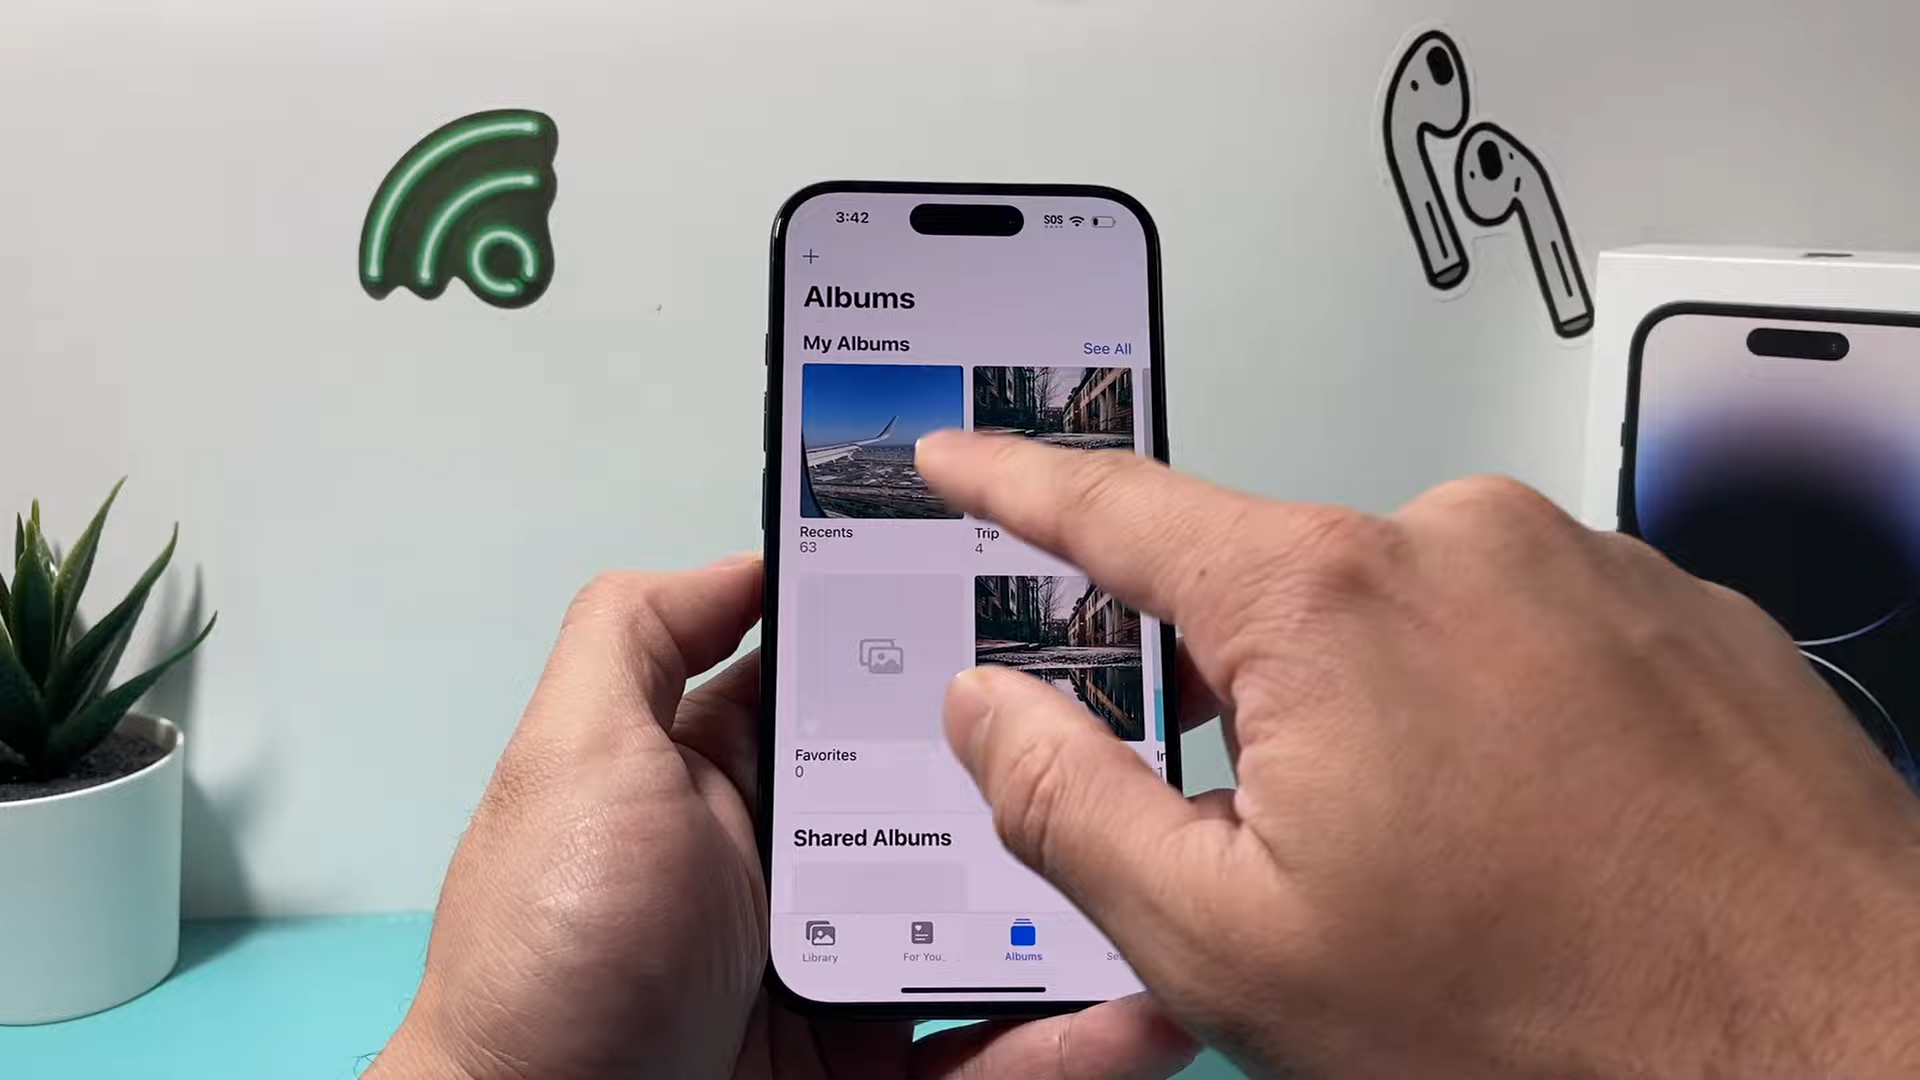 3:42
SOS
+
Albums
My Albums
See All
Recents
63
Trip
4
Favorites
0
Shared Albums
Library
For You
Albums